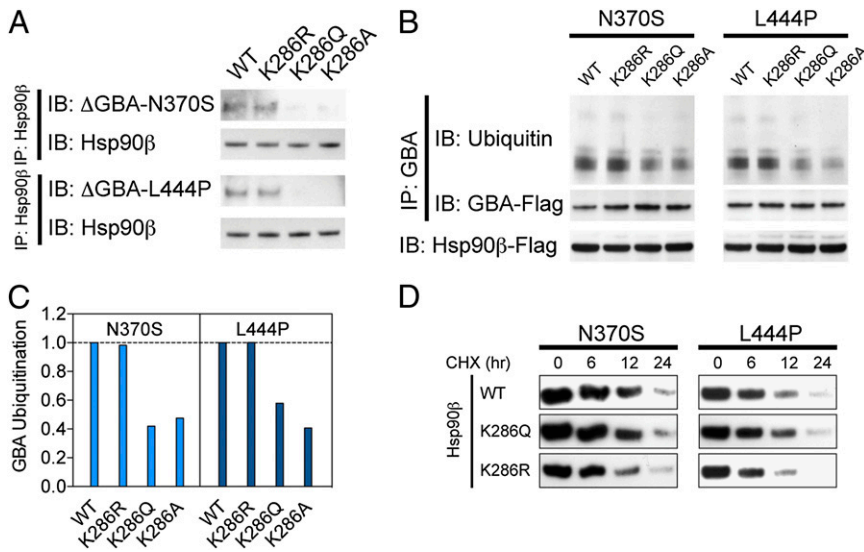 A
WT
K286R
K286Q
K286A
IP: Hsp90β
IB: ΔGBA-N370S
IB: Hsp90β
IP: Hsp90β
IB: ΔGBA-L444P
IB: Hsp90β
B
N370S
L444P
WT
K286R
K286Q
K286A
WT
K286R
K286Q
K286A
IP: GBA
IB: Ubiquitin
IB: GBA-Flag
IB: Hsp90β-Flag
C
GBA Ubiquitination
1.2
1.0
0.8
0.6
0.4
0.2
0.0
N370S
L444P
WT
K286R
K286Q
K286A
WT
K286R
K286Q
K286A
D
N370S
L444P
CHX (hr) 0 6 12 24 0 6 12 24
Hsp90β
WT
K286Q
K286R